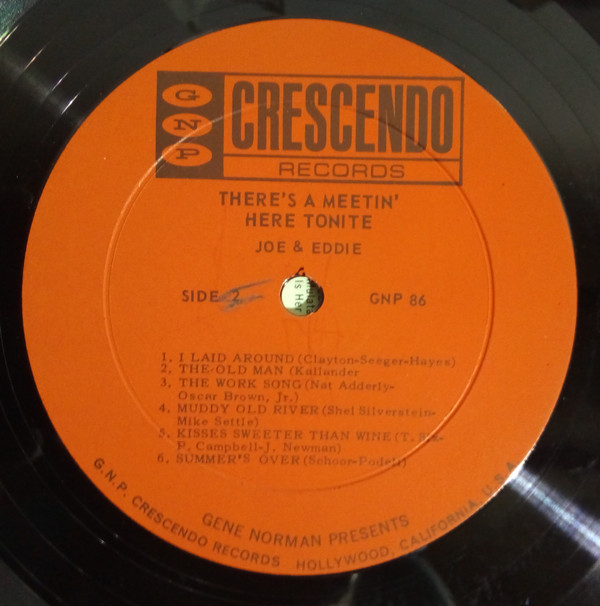 GNP
CRESCENDO
RECORDS
THERE'S A MEETIN'
HERE TONITE
JOE & EDDIE
SIDE 2
GNP 86
1. I LAID AROUND (Clayton-Seeger-Hayes)
2. THE OLD MAN (Kallander
3. THE WORK SONG (Nat Adderly-
Oscar Brown, Jr.)
4. MUDDY OLD RIVER (Shel Silverstein-
Mike Settle)
5. KISSES SWEETER THAN WINE (T.
P. Campbell-J. Newman)
6. SUMMER'S OVER
GENE NORMAN PRESENTS
G.N.P. CRESCENDO RECORDS HOLLYWOOD, CALIFORNIA, U.S.A.